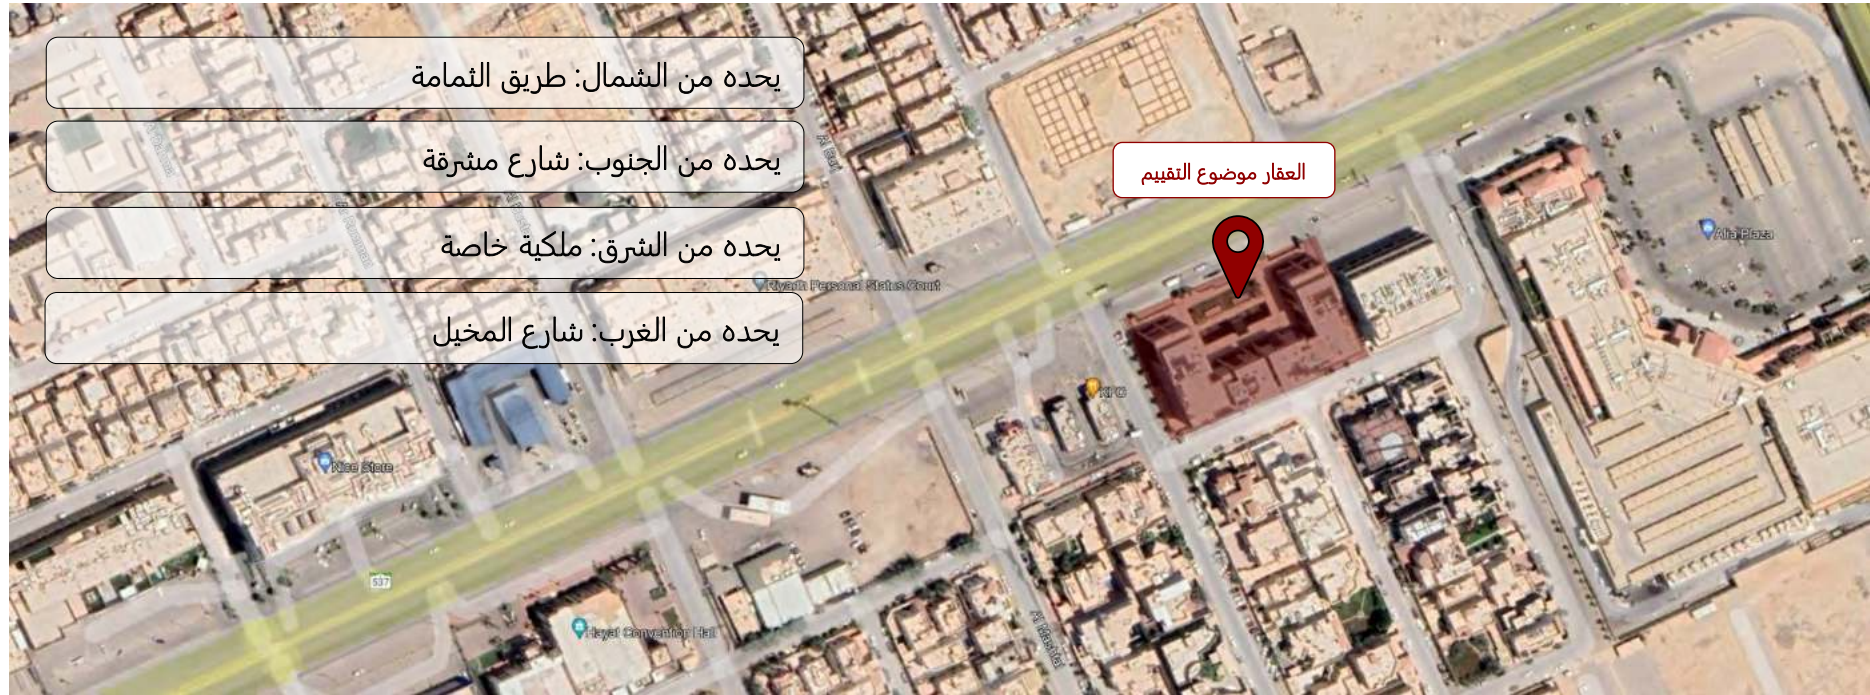 يحده من الشمال: طريق الثمامة
يحده من الجنوب: شارع مشرقة
يحده من الشرق: ملكية خاصة
يحده من الغرب: شارع المخيل
العقار موضوع التقييم
Alia Plaza
Riyadh Personal Status Court
KFC
Nice Store
537
Hayat Convention Hall